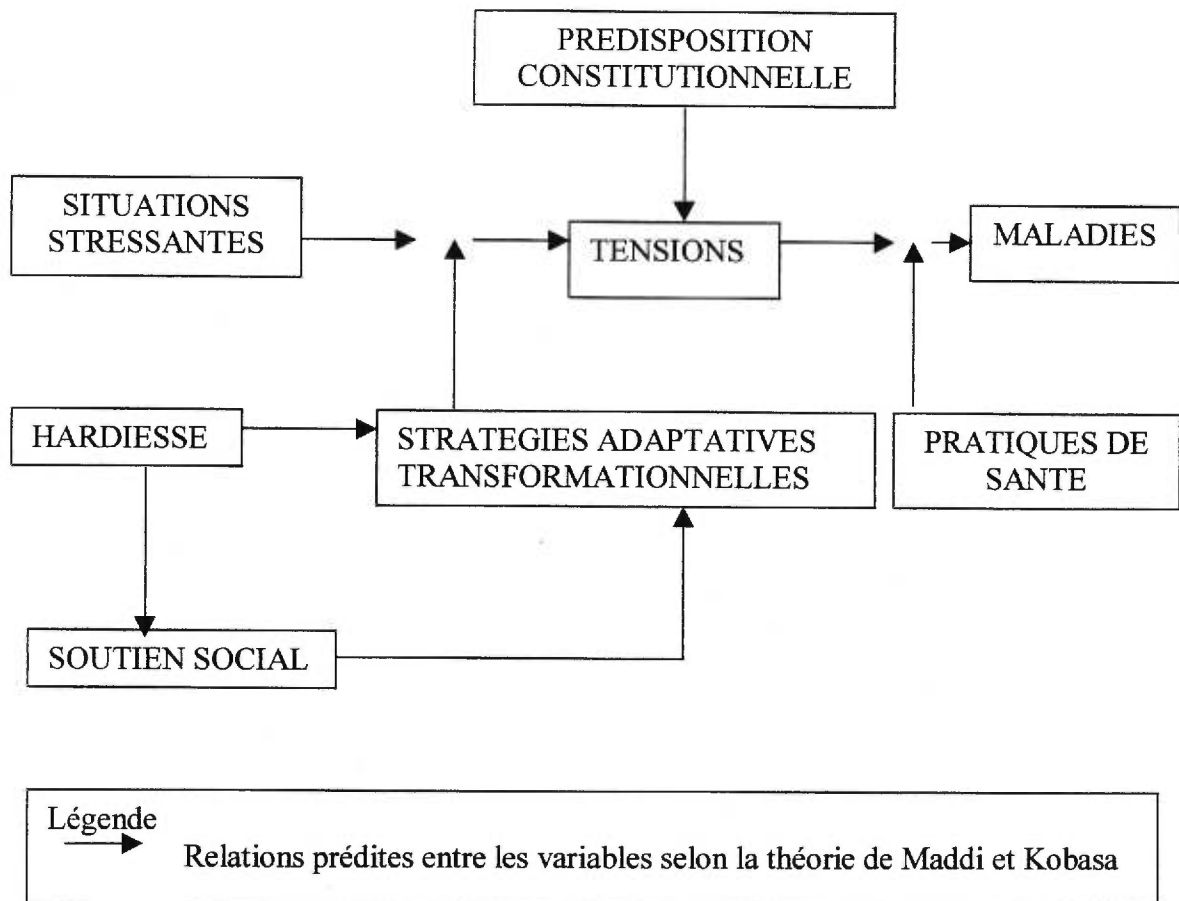 PREDISPOSITION
CONSTITUTIONNELLE
SITUATIONS
STRESSANTES
TENSIONS
MALADIES
HARDIESSE
STRATEGIES ADAPTATIVES
TRANSFORMATIONNELLES
PRATIQUES DE
SANTE
SOUTIEN SOCIAL
Légende
Relations prédites entre les variables selon la théorie de Maddi et Kobasa